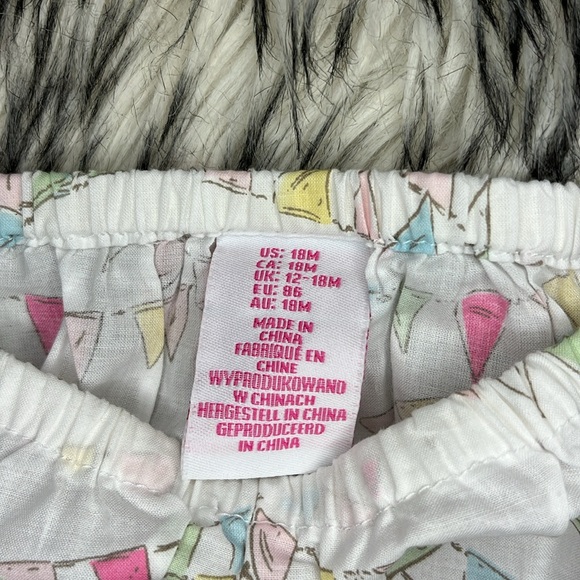 US: 18M
CA: 18M
UK: 12-18M
EU: 86
AU: 18M
MADE IN
CHINA
FABRIQUÉ EN
CHINE
WYPRODUKOWANO
W CHINACH
HERGESTELL IN CHINA
GEPRODUCEERD
IN CHINA